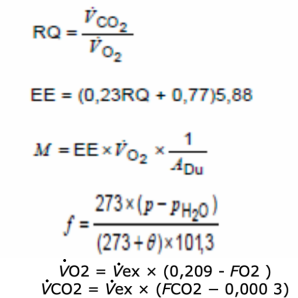 RQ = V̇CO₂ / V̇O₂
EE = (0,23RQ + 0,77)5,88
M = EE × V̇O₂ × 1 / ADu
f = 273×(p − pH₂O) / (273+θ)×101,3
V̇O2 = V̇ex × (0,209 - FO2 )
V̇CO2 = V̇ex × (FCO2 − 0,000 3)